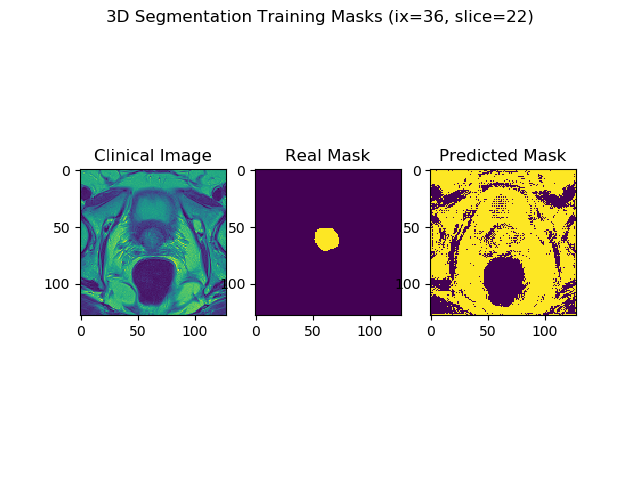 3D Segmentation Training Masks (ix=36, slice=22)
Clinical Image Real Mask Predicted Mask
0 0 0
50 50 50
100 100 100
0 50 100 0 50 100 0 50 100